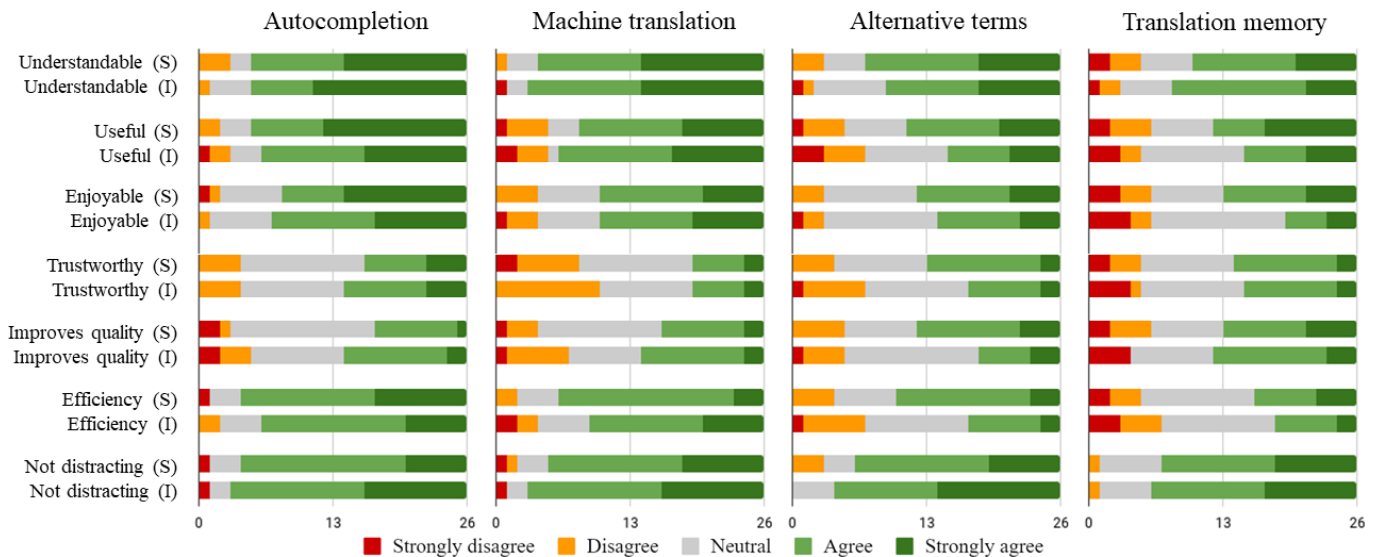 Autocompletion Machine translation Alternative terms Translation memory
Understandable (S)
Understandable (I)
Useful (S)
Useful (I)
Enjoyable (S)
Enjoyable (I)
Trustworthy (S)
Trustworthy (I)
Improves quality (S)
Improves quality (I)
Efficiency (S)
Efficiency (I)
Not distracting (S)
Not distracting (I)
0 13 26 0 13 26 0 13 26 0 13 26
Strongly disagree Disagree Neutral Agree Strongly agree